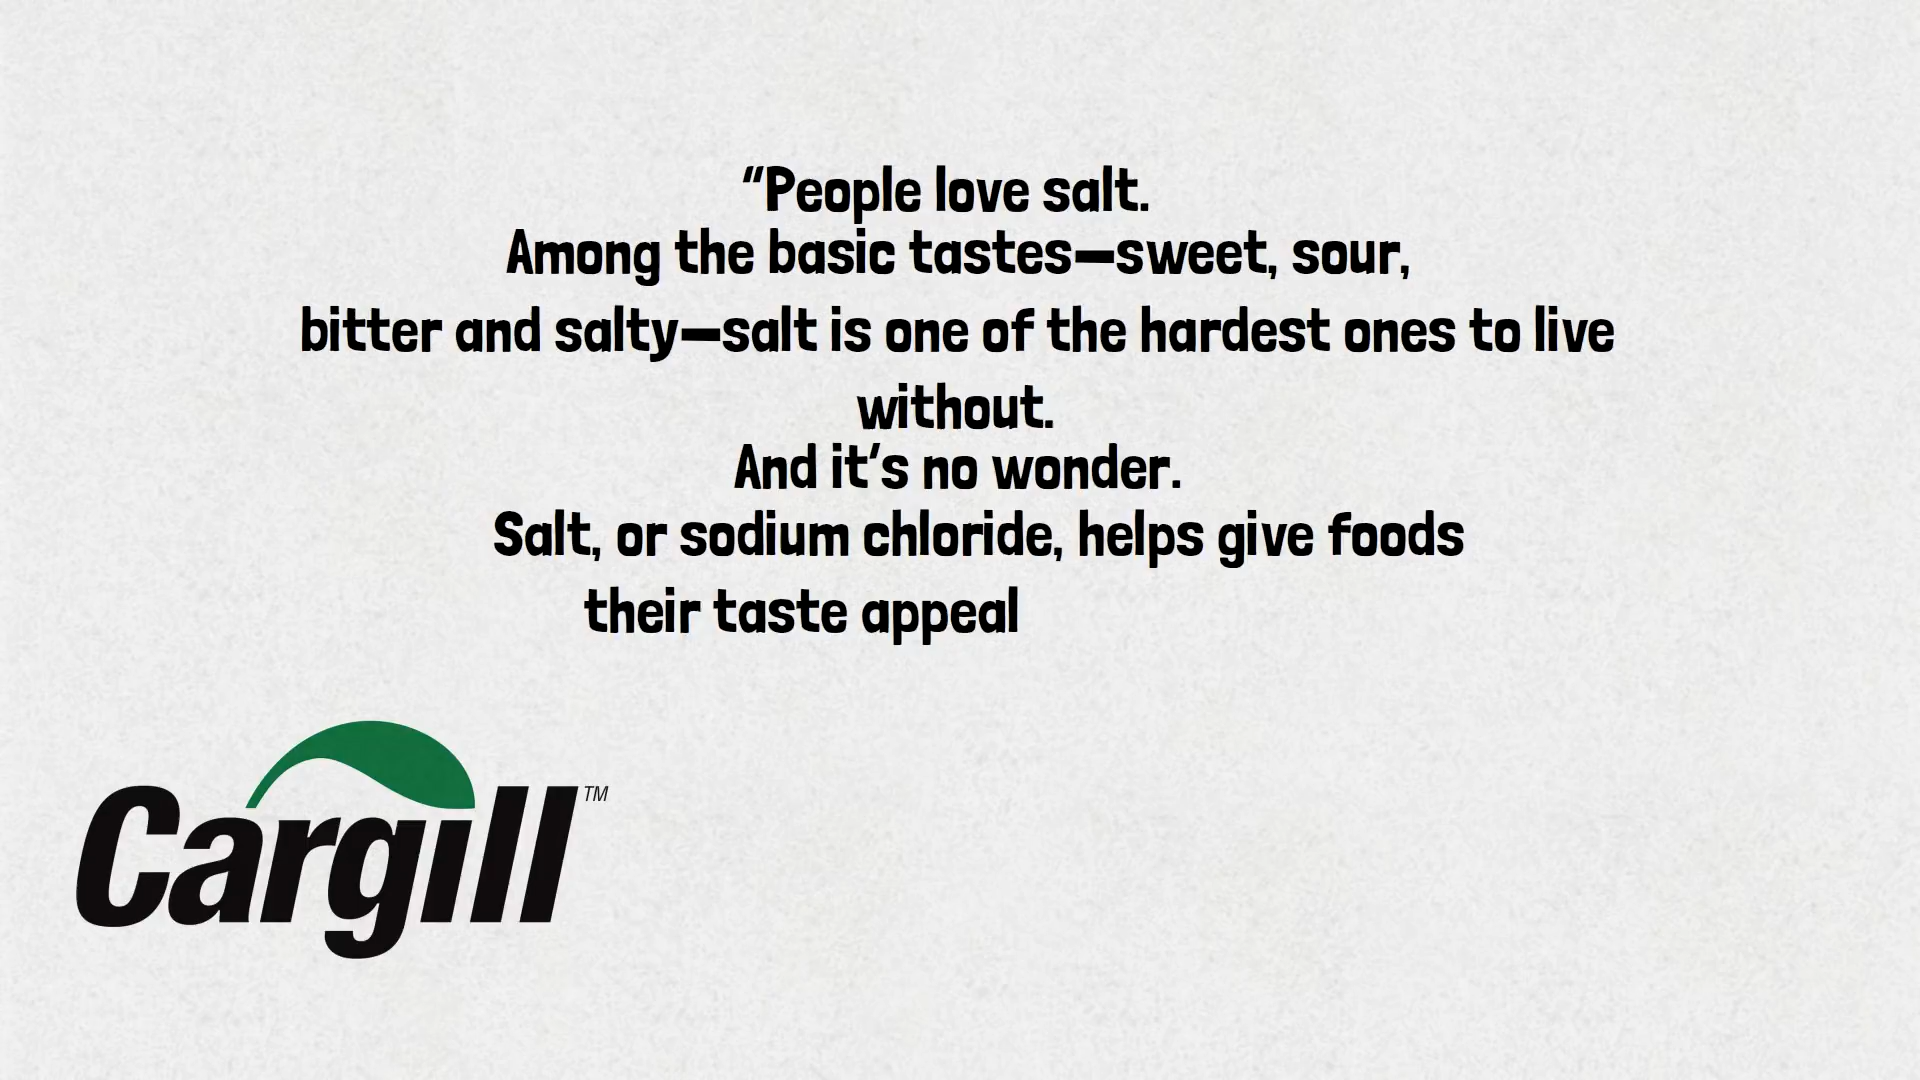 “People love salt.
Among the basic tastes—sweet, sour,
bitter and salty—salt is one of the hardest ones to live
without.
And it’s no wonder.
Salt, or sodium chloride, helps give foods
their taste appeal
Cargill™